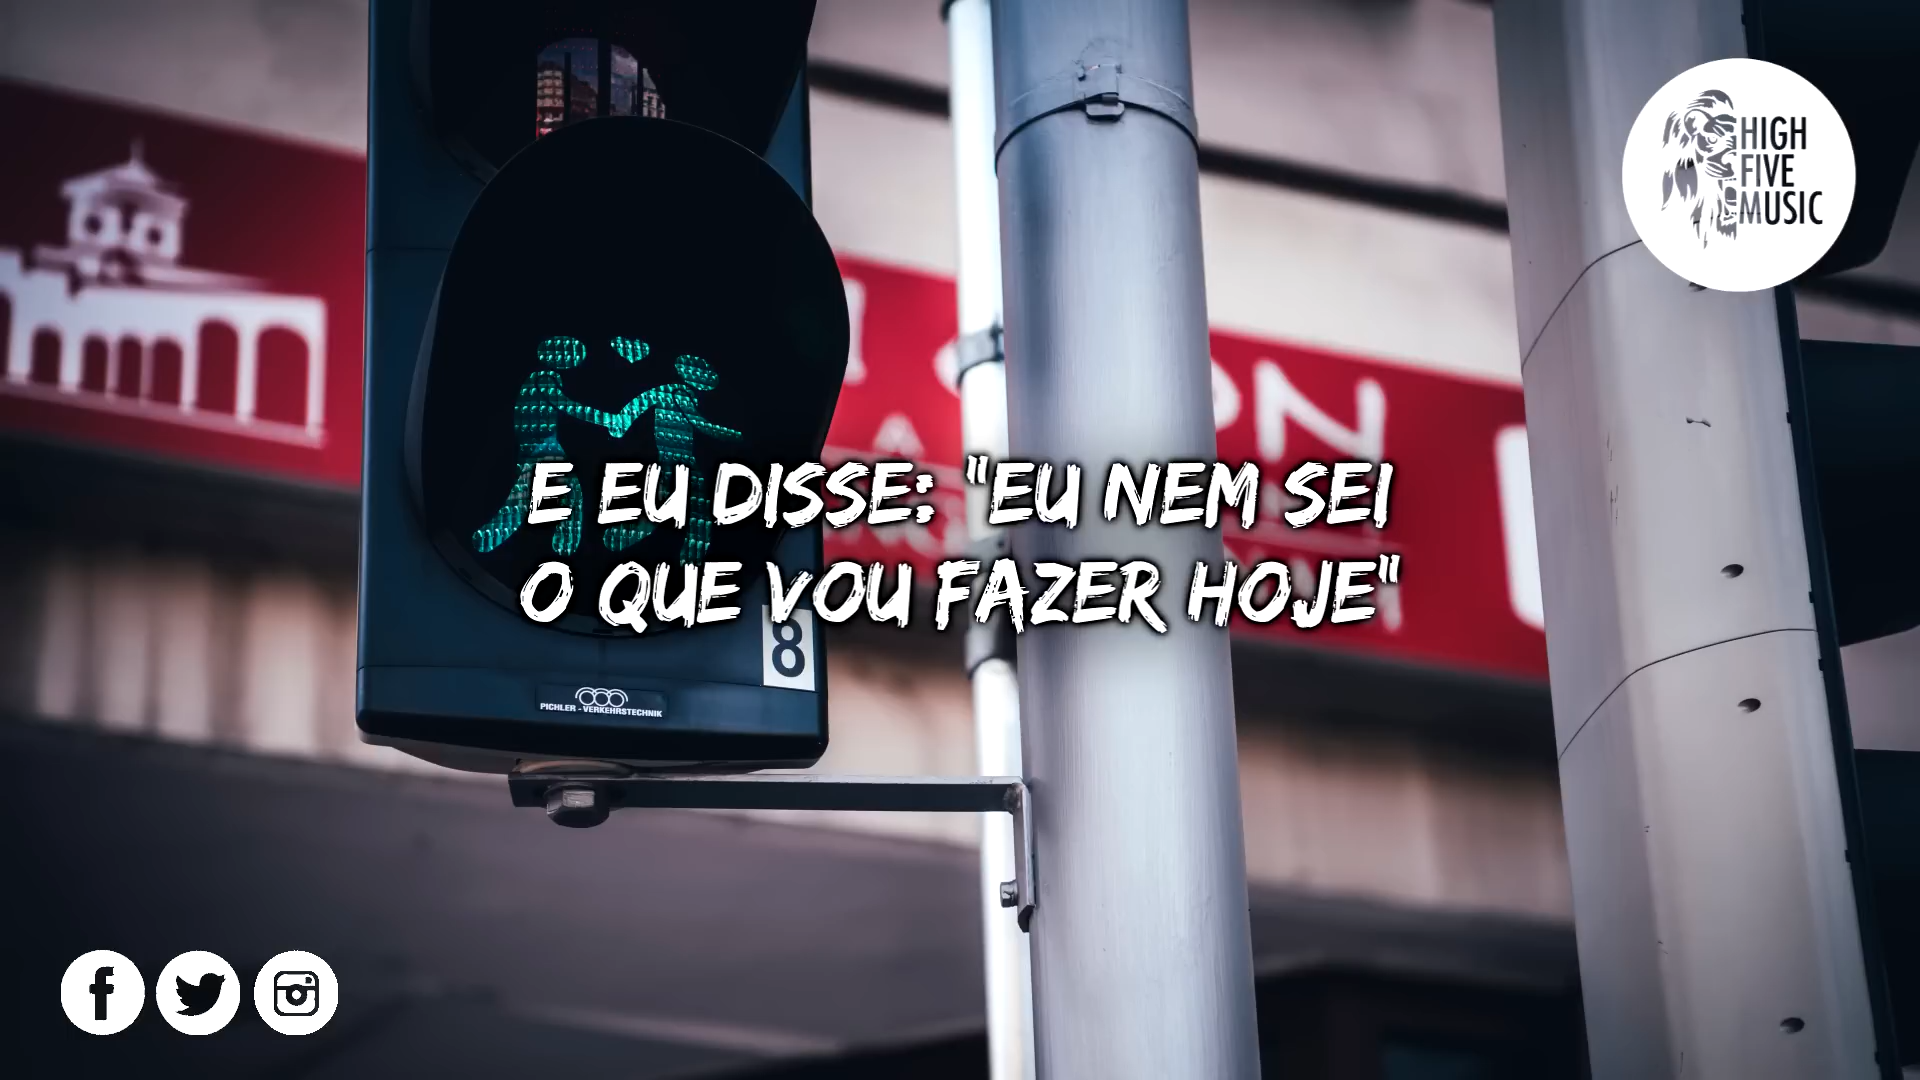 HIGH
FIVE
MUSIC
E EU DISSE: "EU NEM SEI
O QUE VOU FAZER HOJE"
8
PICHLER - VERKEHRSTECHNIK